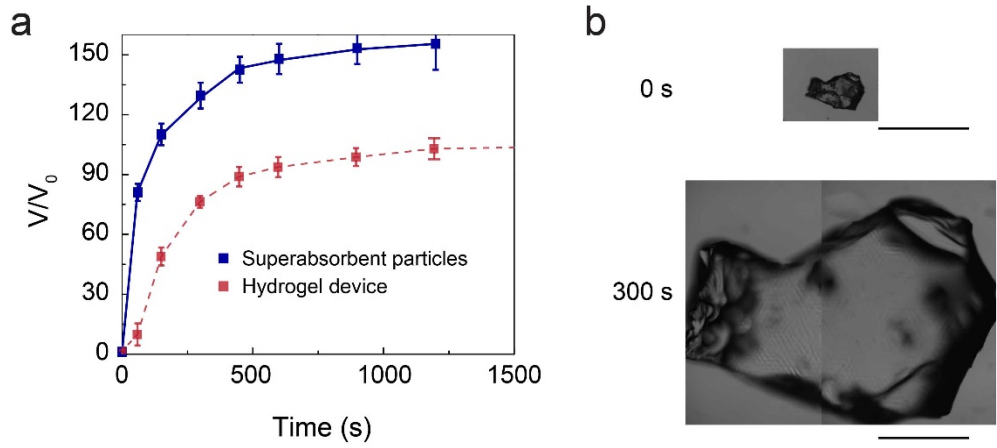 a
V/V0
150
120
90
60
30
0
0
500
1000
1500
Time (s)
Superabsorbent particles
Hydrogel device
b
0 s
300 s